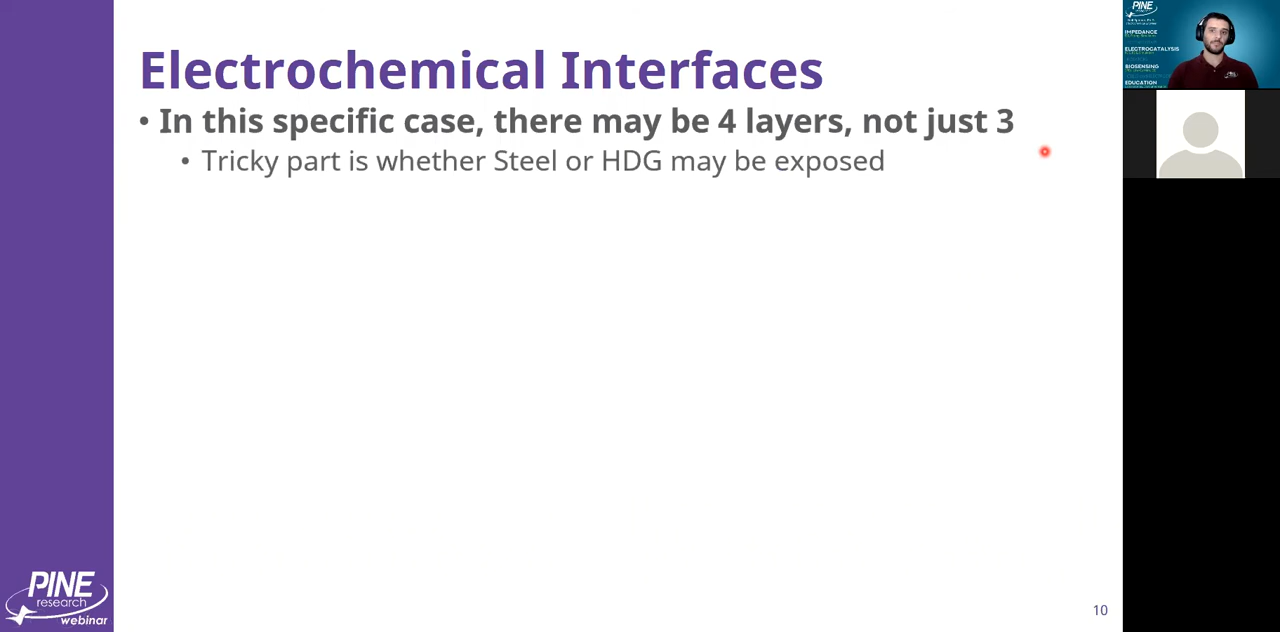 Electrochemical Interfaces
• In this specific case, there may be 4 layers, not just 3
• Tricky part is whether Steel or HDG may be exposed
PINE
research
webinar
10
PINE
IMPEDANCE
ELECTROCATALYSIS
BIOSENSING
EDUCATION